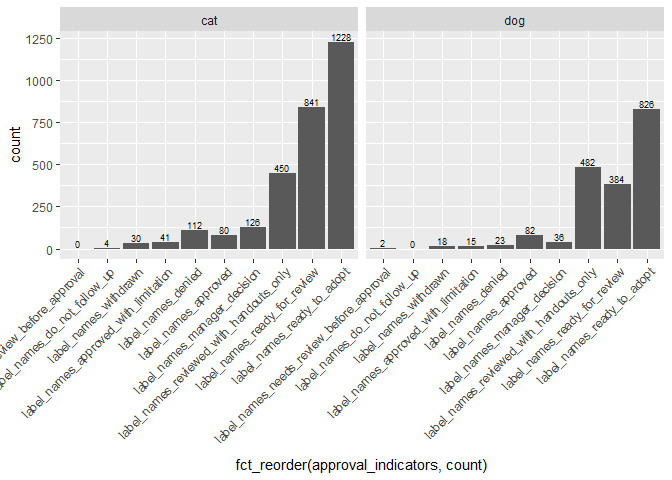 cat
dog
1250
1000
750
500
250
0
count
0
4
30
41
112
80
126
450
841
1228
2
0
18
15
23
82
36
482
384
826
label_names_withdrawn
label_names_approved_with_limitation
label_names_denied
label_names_approved
label_names_manager_decision
label_names_reviewed_with_handouts_only
label_names_ready_for_review
label_names_ready_to_adopt
label_names_needs_review_before_approval
label_names_do_not_follow_up
label_names_withdrawn
label_names_approved_with_limitation
label_names_denied
label_names_approved
label_names_manager_decision
label_names_reviewed_with_handouts_only
label_names_ready_for_review
label_names_ready_to_adopt
fct_reorder(approval_indicators, count)